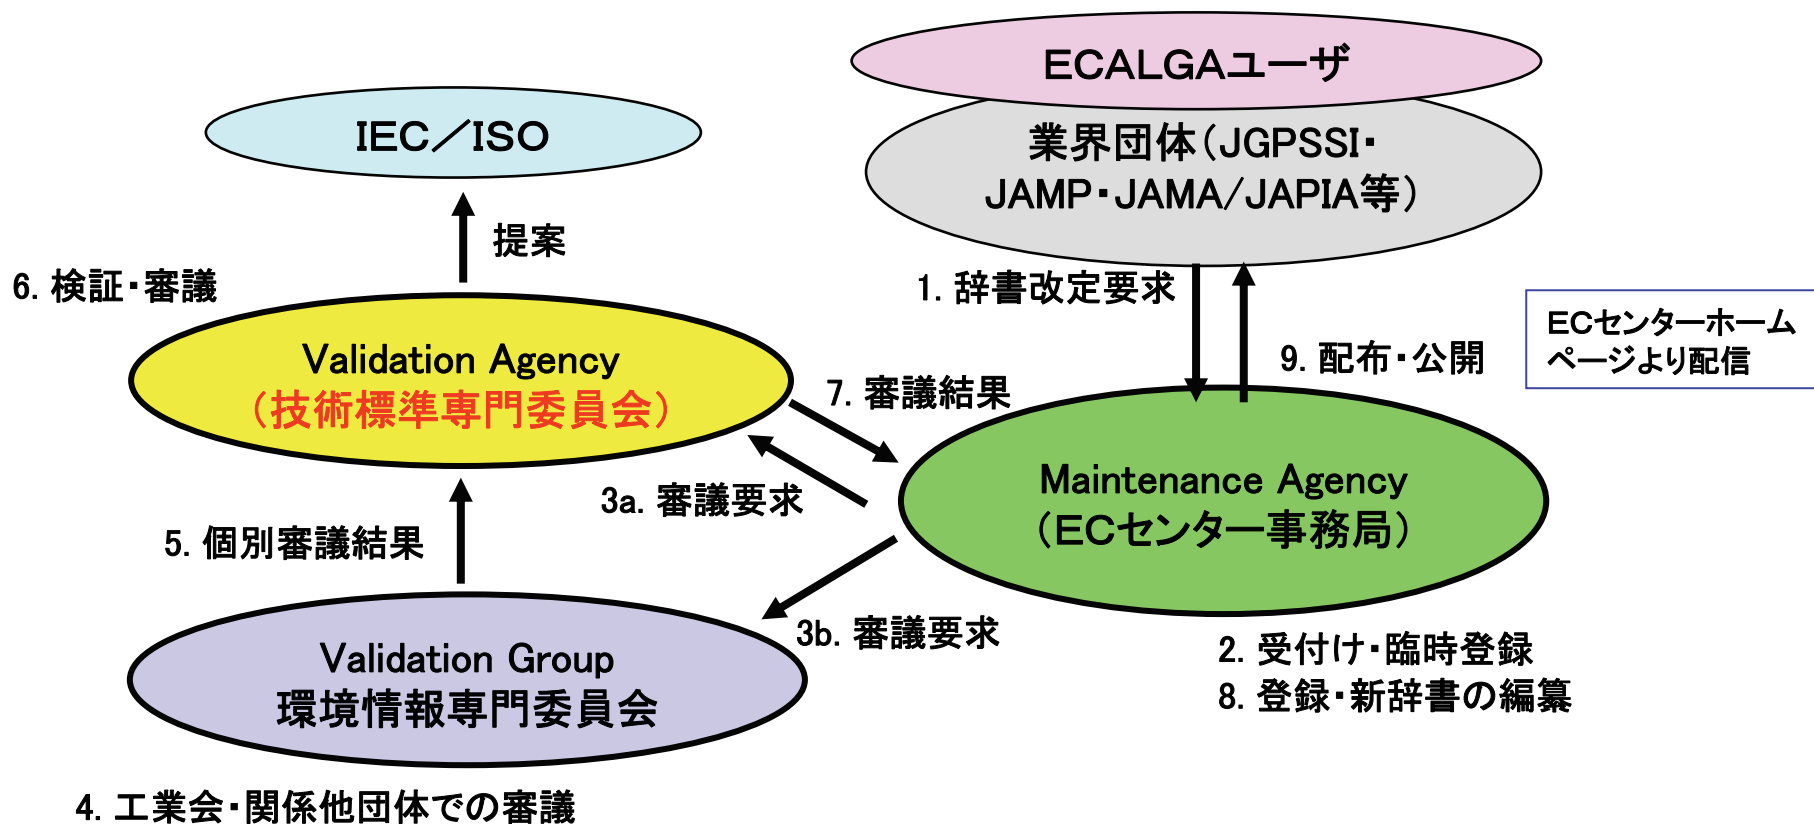 ECALGAユーザ
IEC/ISO
業界団体(JGPSSI・
JAMP・JAMA/JAPIA等)
提案
6. 検証・審議
1. 辞書改定要求
ECセンターホーム
ページより配信
9. 配布・公開
Validation Agency
(技術標準専門委員会)
7. 審議結果
Maintenance Agency
(ECセンター事務局)
3a. 審議要求
5. 個別審議結果
3b. 審議要求
Validation Group
環境情報専門委員会
2. 受付け・臨時登録
8. 登録・新辞書の編纂
4. 工業会・関係他団体での審議